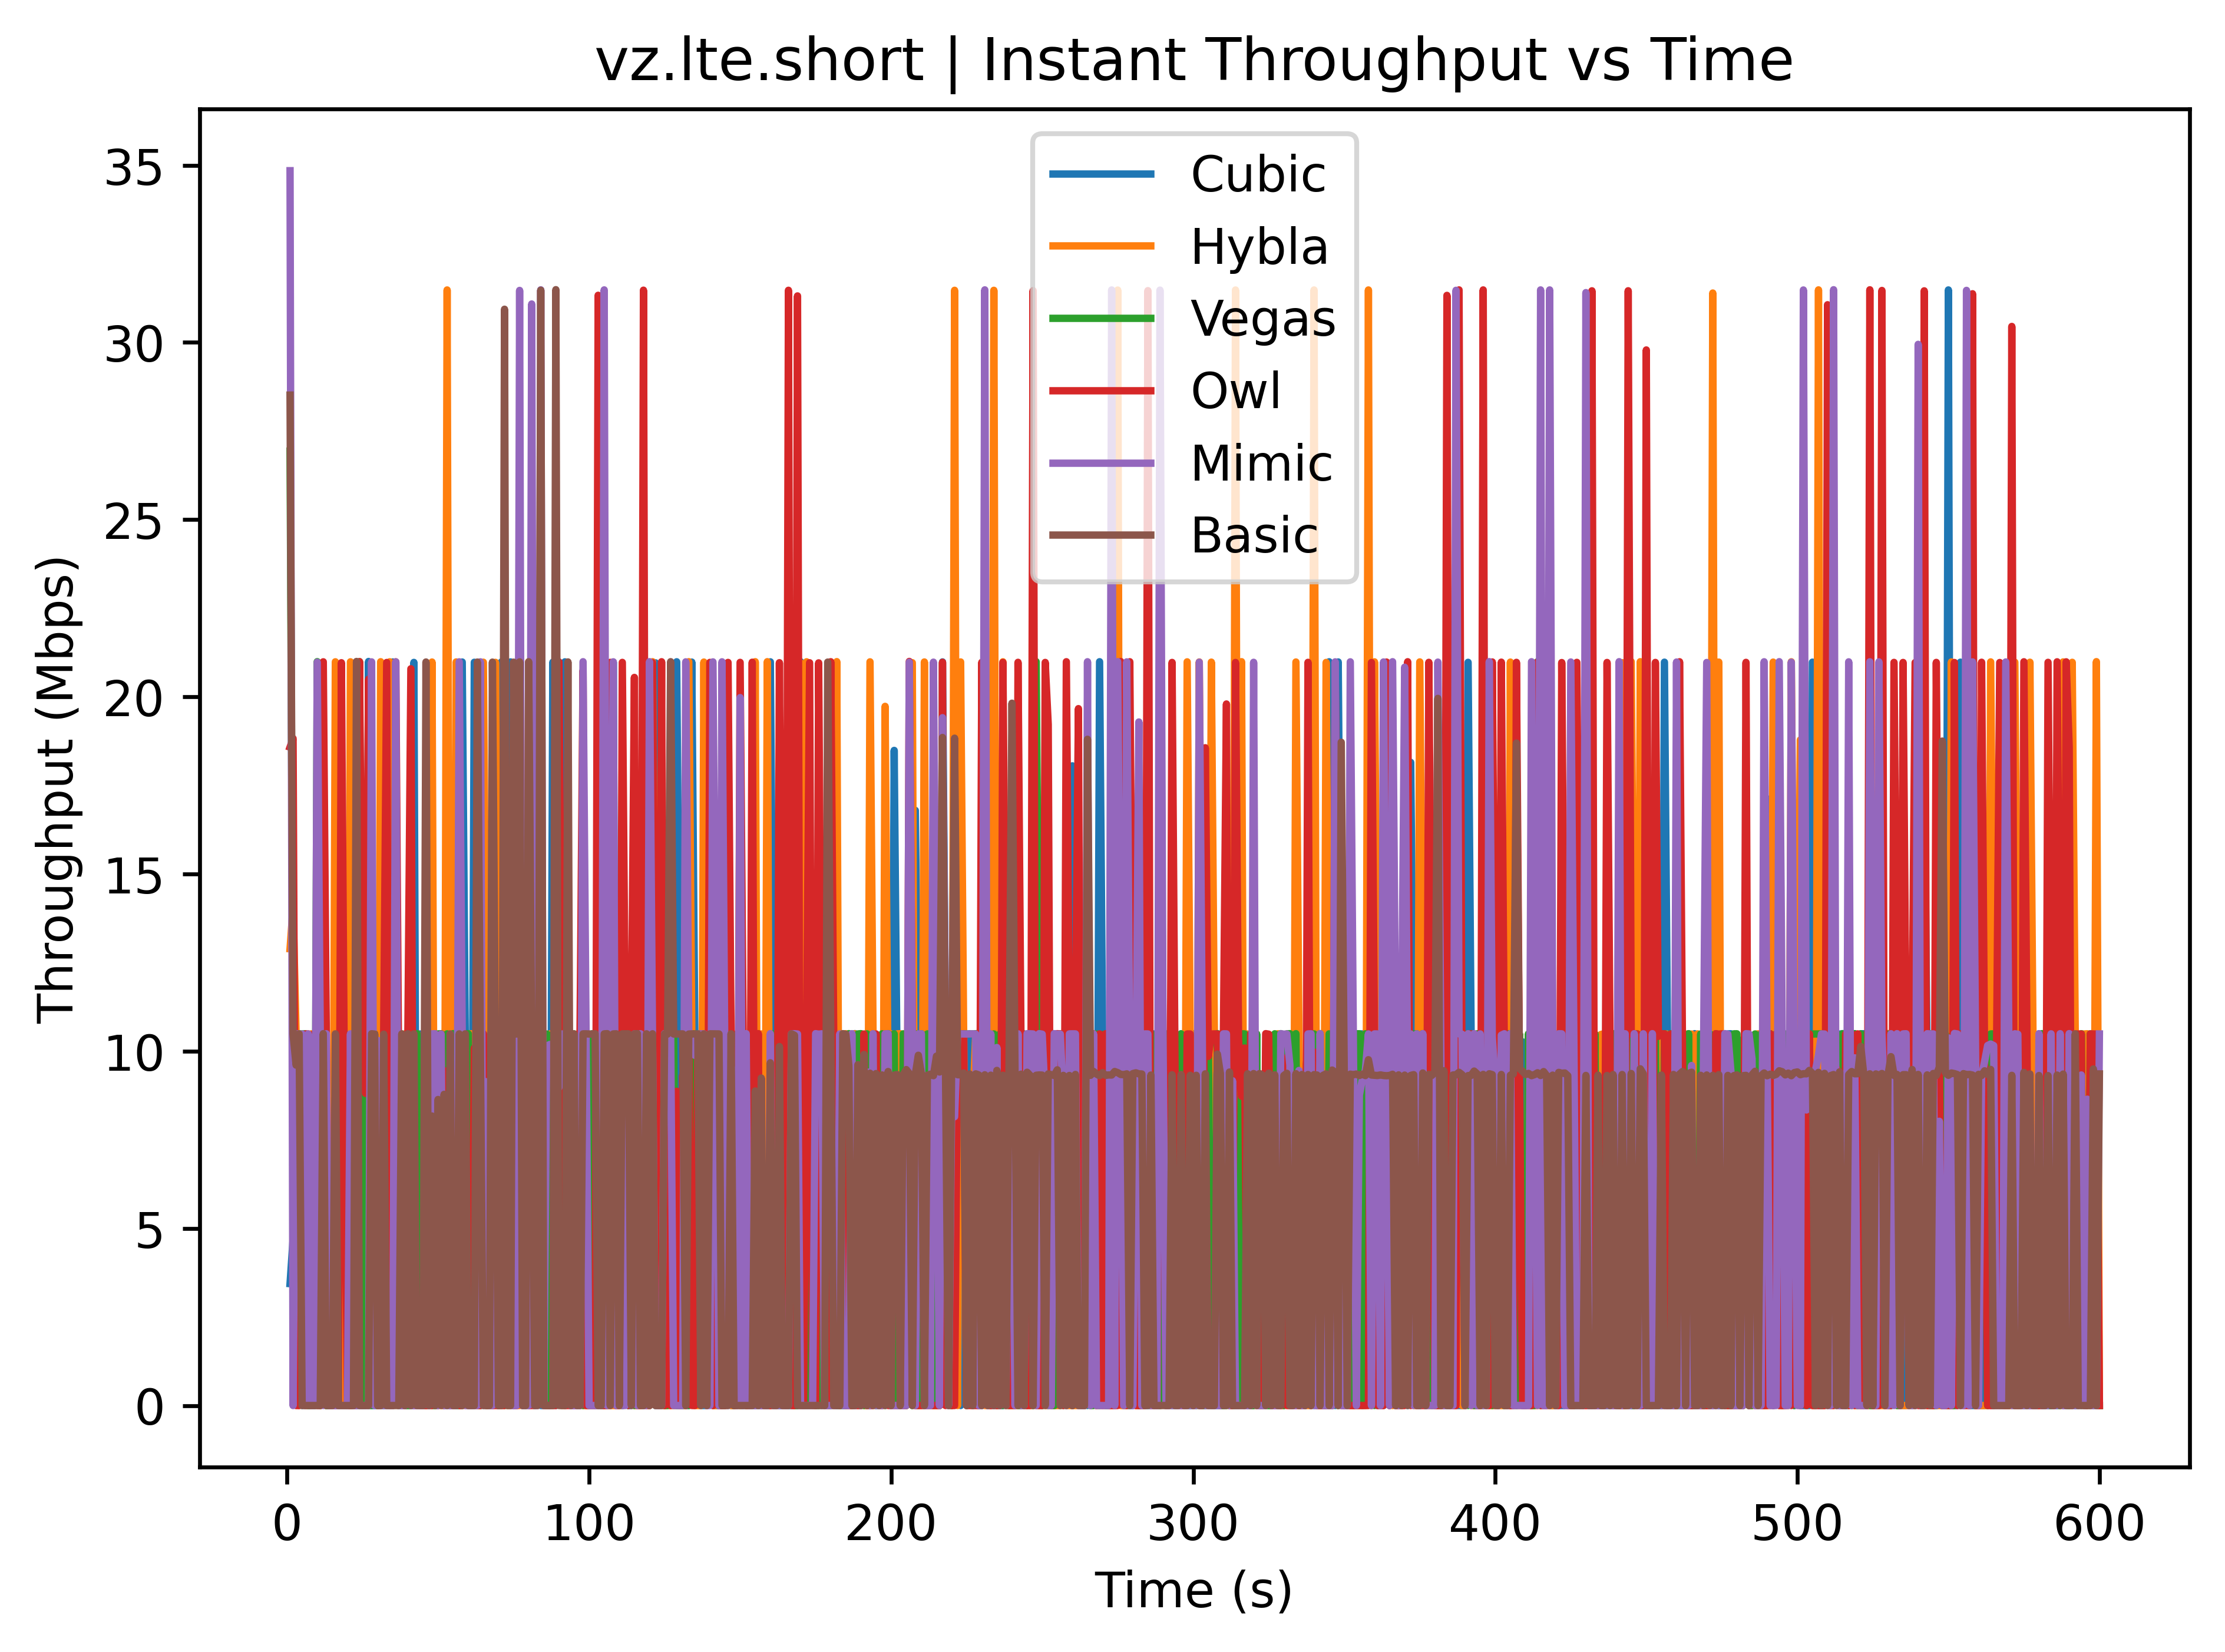 vz.lte.short | Instant Throughput vs Time
Throughput (Mbps)
35
30
25
20
15
10
5
0
Cubic
Hybla
Vegas
Owl
Mimic
Basic
0 100 200 300 400 500 600
Time (s)